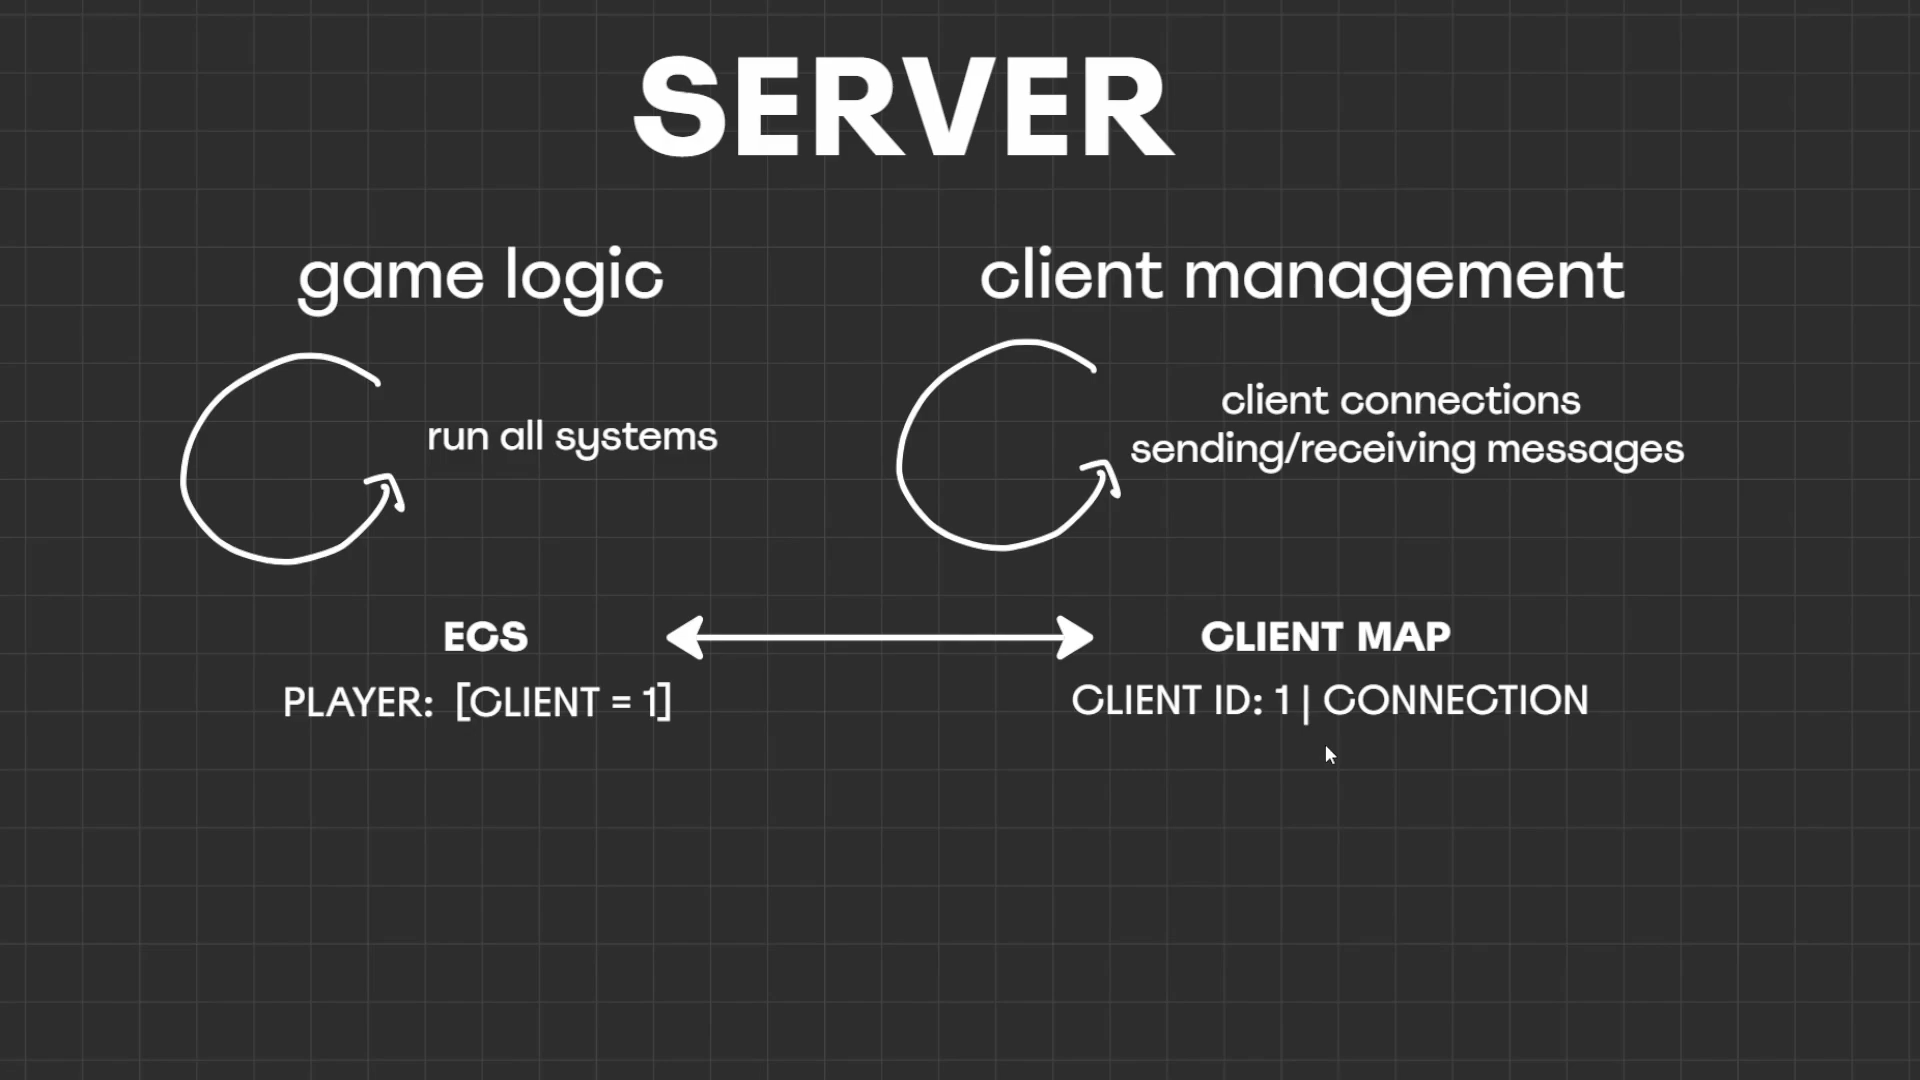 SERVER
game logic
run all systems
ECS
PLAYER: [CLIENT = 1]
client management
client connections
sending/receiving messages
CLIENT MAP
CLIENT ID: 1 | CONNECTION